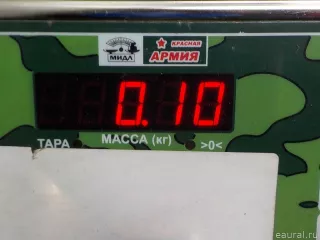 МИДЛ
КРАСНАЯ
АРМИЯ
0.10
ТАРА МАССА (кг) >0<
eaural.ru